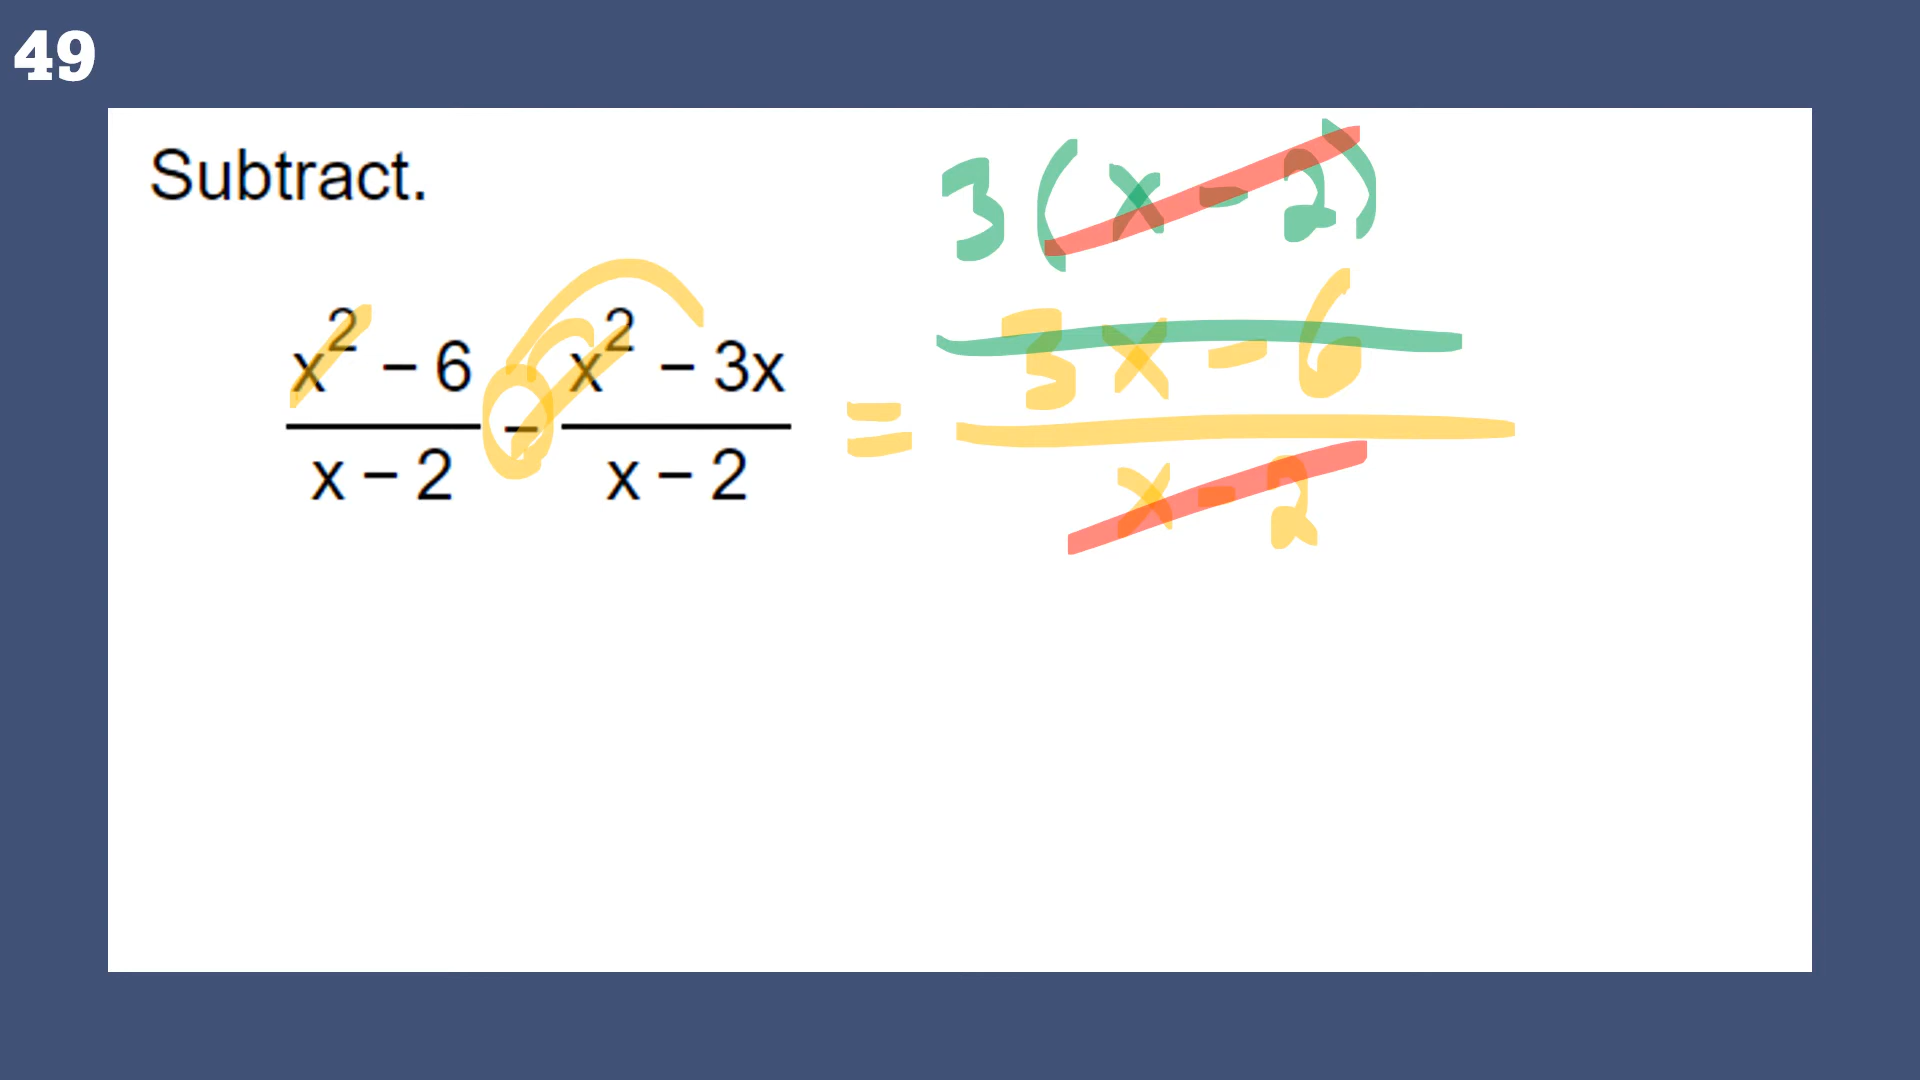 49
Subtract.
3(x - 2)
x² - 6 / x - 2 - x² - 3x / x - 2 = 3x - 6 / x - 2